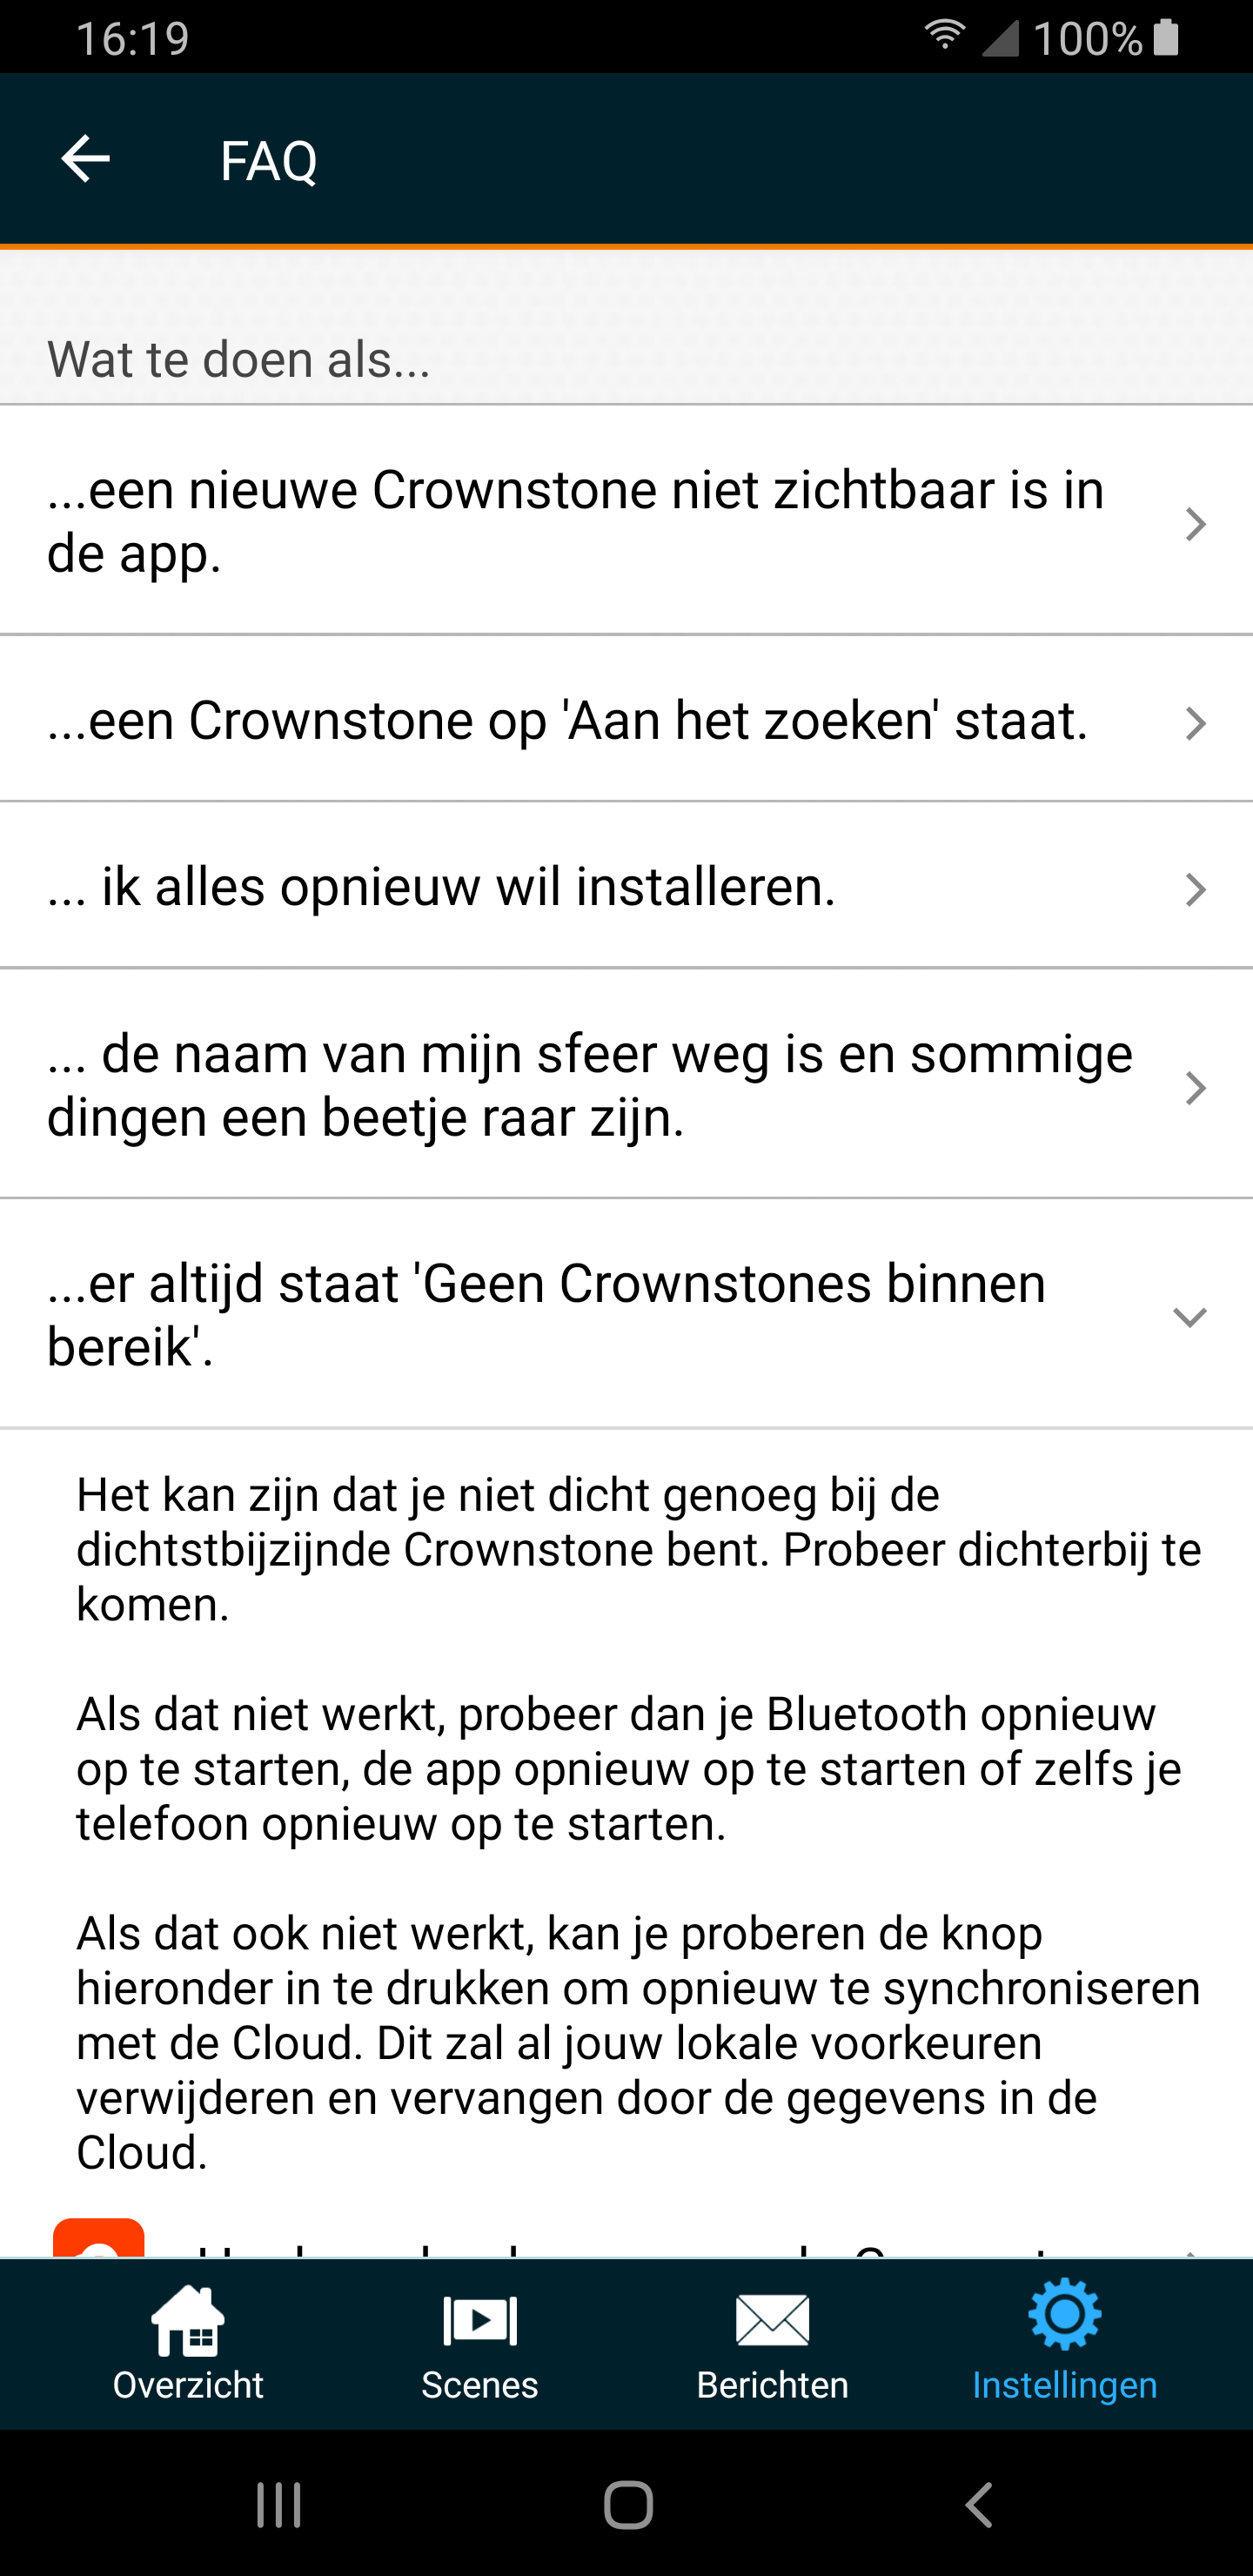 16:19
100%
FAQ
Wat te doen als...
...een nieuwe Crownstone niet zichtbaar is in
de app.
...een Crownstone op 'Aan het zoeken' staat.
... ik alles opnieuw wil installeren.
... de naam van mijn sfeer weg is en sommige
dingen een beetje raar zijn.
...er altijd staat 'Geen Crownstones binnen
bereik'.
Het kan zijn dat je niet dicht genoeg bij de
dichtstbijzijnde Crownstone bent. Probeer dichterbij te
komen.
Als dat niet werkt, probeer dan je Bluetooth opnieuw
op te starten, de app opnieuw op te starten of zelfs je
telefoon opnieuw op te starten.
Als dat ook niet werkt, kan je proberen de knop
hieronder in te drukken om opnieuw te synchroniseren
met de Cloud. Dit zal al jouw lokale voorkeuren
verwijderen en vervangen door de gegevens in de
Cloud.
Overzicht
Scenes
Berichten
Instellingen